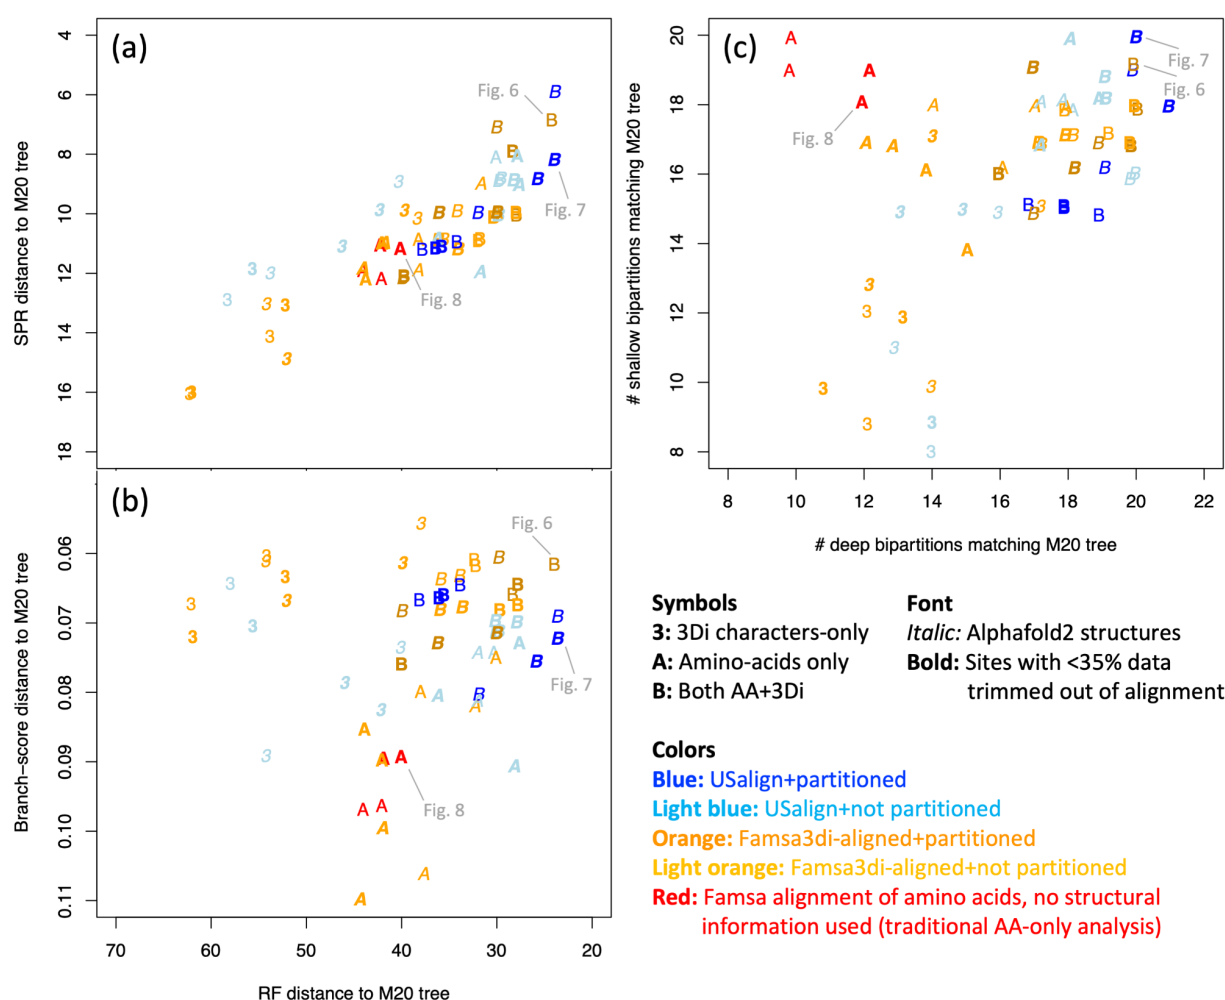 (a)
SPR distance to M20 tree
4
6
8
10
12
14
16
18
Fig. 6
Fig. 7
Fig. 8
(b)
Branch−score distance to M20 tree
0.06
0.07
0.08
0.09
0.10
0.11
Fig. 6
Fig. 7
Fig. 8
70
60
50
40
30
20
RF distance to M20 tree
(c)
# shallow bipartitions matching M20 tree
20
18
16
14
12
10
8
Fig. 7
Fig. 6
Fig. 8
8
10
12
14
16
18
20
22
# deep bipartitions matching M20 tree
Symbols
3: 3Di characters-only
A: Amino-acids only
B: Both AA+3Di
Font
Italic: Alphafold2 structures
Bold: Sites with <35% data
trimmed out of alignment
Colors
Blue: USalign+partitioned
Light blue: USalign+not partitioned
Orange: Famsa3di-aligned+partitioned
Light orange: Famsa3di-aligned+not partitioned
Red: Famsa alignment of amino acids, no structural
information used (traditional AA-only analysis)